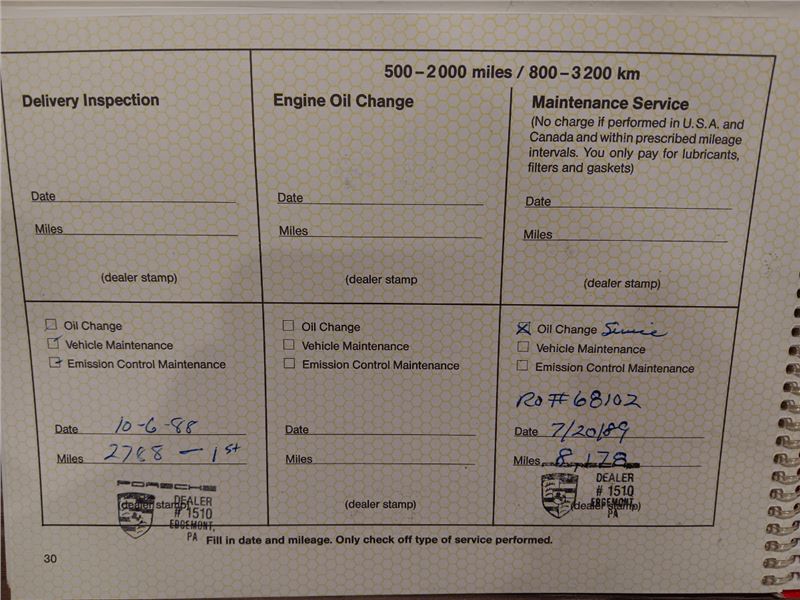 500–2000 miles / 800–3200 km
Delivery Inspection
Date
Miles
(dealer stamp)
Engine Oil Change
Date
Miles
(dealer stamp
Maintenance Service
(No charge if performed in U.S.A. and
Canada and within prescribed mileage
intervals. You only pay for lubricants,
filters and gaskets)
Date
Miles
(dealer stamp)
Oil Change
Vehicle Maintenance
Emission Control Maintenance
Date 10-6-88
Miles 2788 — 1st
(dealer stamp)
PORSCHE
DEALER
# 1510
EDGEMONT,
PA
Oil Change
Vehicle Maintenance
Emission Control Maintenance
Date
Miles
(dealer stamp)
Oil Change Service
Vehicle Maintenance
Emission Control Maintenance
RO#68102
Date 7/20/89
Miles 8,178
(dealer stamp)
DEALER
# 1510
EDGEMONT,
PA
Fill in date and mileage. Only check off type of service performed.
30